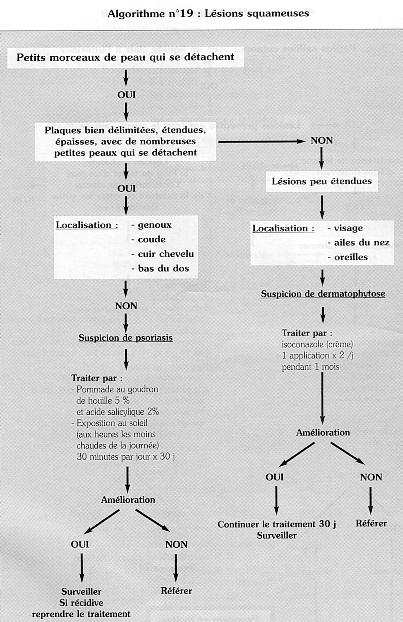 Algorithme n°19 : Lésions squameuses
Petits morceaux de peau qui se détachent
OUI
Plaques bien délimitées, étendues,
épaisses, avec de nombreuses
petites peaux qui se détachent
NON
OUI
Lésions peu étendues
Localisation : - genoux
- coude
- cuir chevelu
- bas du dos
Localisation : - visage
- ailes du nez
- oreilles
NON
Suspicion de dermatophytose
Suspicion de psoriasis
Traiter par :
isoconazole (crème)
1 application x 2 /j
pendant 1 mois
Traiter par :
- Pommade au goudron
de houille 5 %
et acide salicylique 2%
- Exposition au soleil
(aux heures les moins
chaudes de la journée)
30 minutes par jour x 30 j
Amélioration
OUI
NON
Continuer le traitement 30 j
Surveiller
Référer
Amélioration
OUI
NON
Surveiller
Si récidive
reprendre le traitement
Référer